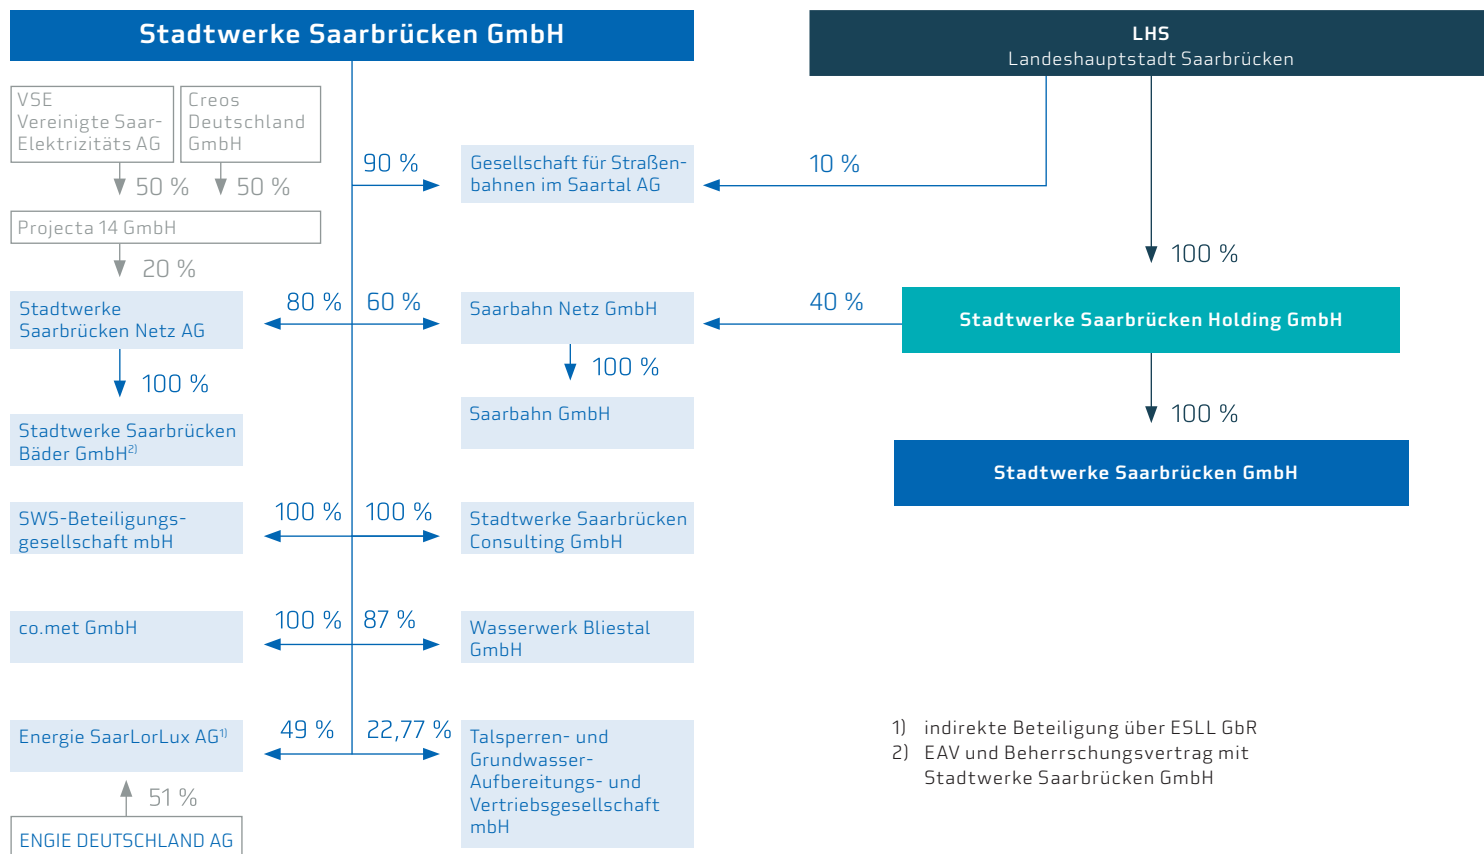 Stadtwerke Saarbrücken GmbH
LHS
Landeshauptstadt Saarbrücken
VSE
Vereinigte Saar-
Elektrizitäts AG
Creos
Deutschland
GmbH
50 %
50 %
Projecta 14 GmbH
20 %
90 %
Gesellschaft für Straßen-
bahnen im Saartal AG
10 %
100 %
Stadtwerke
Saarbrücken Netz AG
80 %
60 %
Saarbahn Netz GmbH
40 %
Stadtwerke Saarbrücken Holding GmbH
100 %
100 %
100 %
Stadtwerke Saarbrücken
Bäder GmbH2)
Saarbahn GmbH
Stadtwerke Saarbrücken GmbH
SWS-Beteiligungs-
gesellschaft mbH
100 %
100 %
Stadtwerke Saarbrücken
Consulting GmbH
co.met GmbH
100 %
87 %
Wasserwerk Bliestal
GmbH
Energie SaarLorLux AG1)
49 %
22,77 %
Talsperren- und
Grundwasser-
Aufbereitungs- und
Vertriebsgesellschaft
mbH
51 %
ENGIE DEUTSCHLAND AG
1) indirekte Beteiligung über ESLL GbR
2) EAV und Beherrschungsvertrag mit
Stadtwerke Saarbrücken GmbH